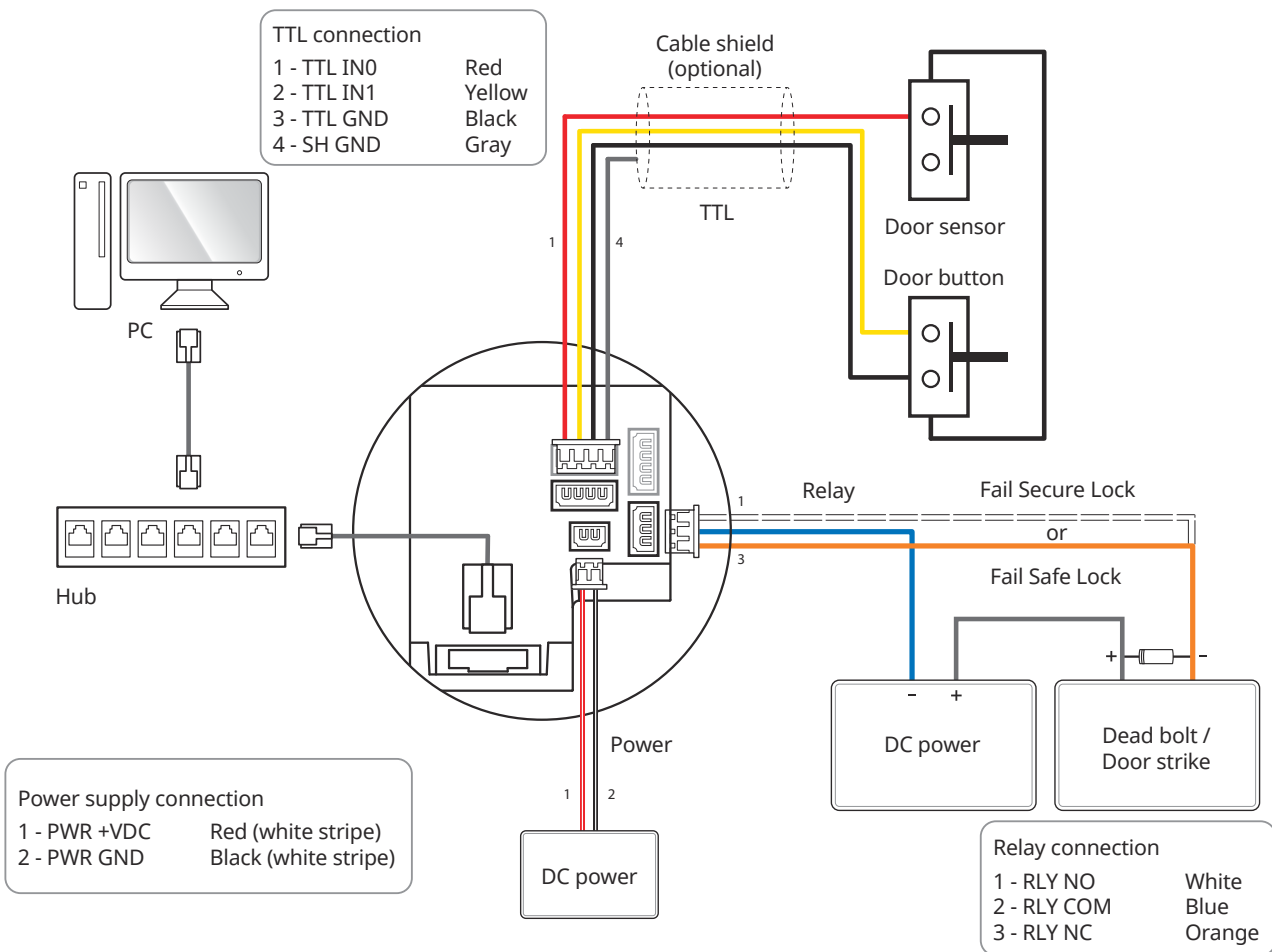 TTL connection
1 - TTL IN0 Red
2 - TTL IN1 Yellow
3 - TTL GND Black
4 - SH GND Gray
Cable shield
(optional)
TTL
1
4
Door sensor
Door button
PC
Hub
1
Relay
Fail Secure Lock
or
3
Fail Safe Lock
+
-
-
+
DC power
Dead bolt /
Door strike
Power
1
2
DC power
Power supply connection
1 - PWR +VDC Red (white stripe)
2 - PWR GND Black (white stripe)
Relay connection
1 - RLY NO White
2 - RLY COM Blue
3 - RLY NC Orange